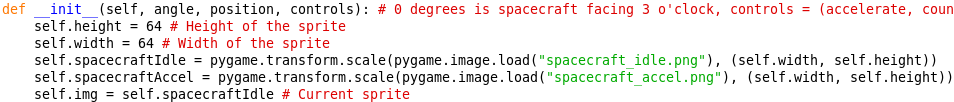 def __init__(self, angle, position, controls): # 0 degrees is spacecraft facing 3 o'clock, controls = (accelerate, coun
    self.height = 64 # Height of the sprite
    self.width = 64 # Width of the sprite
    self.spacecraftIdle = pygame.transform.scale(pygame.image.load("spacecraft_idle.png"), (self.width, self.height))
    self.spacecraftAccel = pygame.transform.scale(pygame.image.load("spacecraft_accel.png"), (self.width, self.height))
    self.img = self.spacecraftIdle # Current sprite